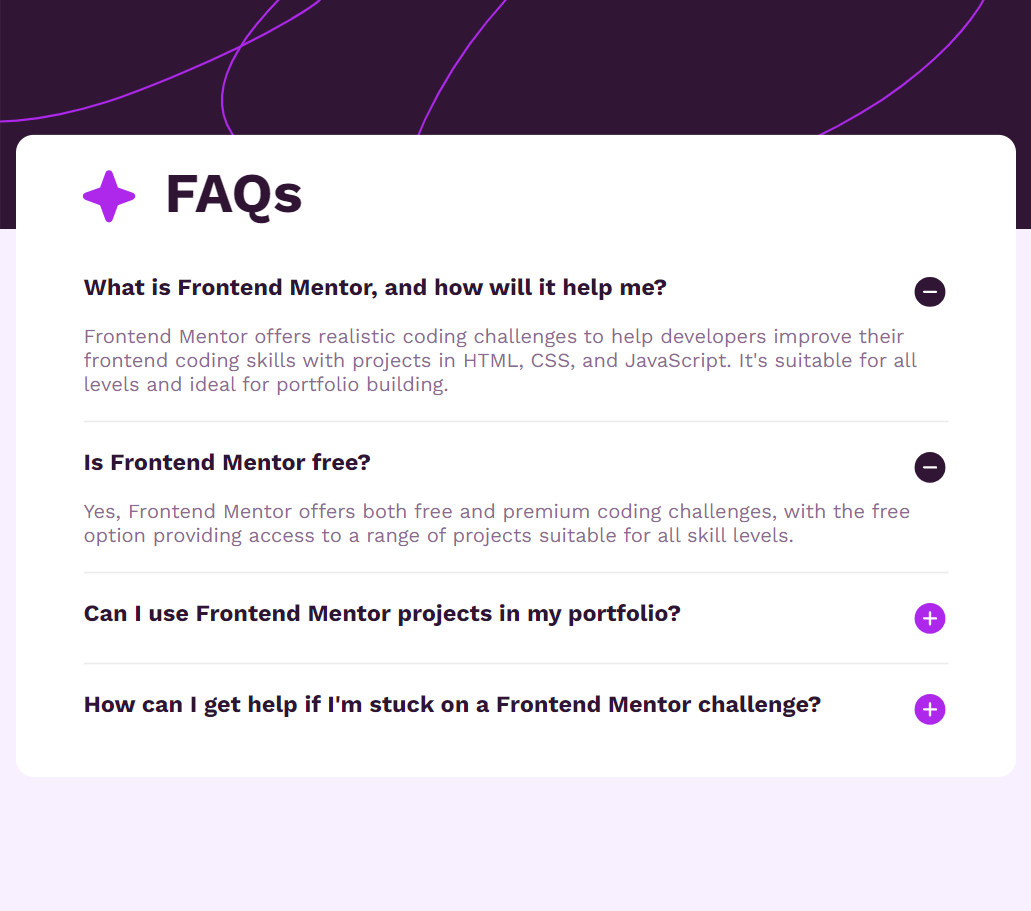 FAQs
What is Frontend Mentor, and how will it help me?
Frontend Mentor offers realistic coding challenges to help developers improve their
frontend coding skills with projects in HTML, CSS, and JavaScript. It's suitable for all
levels and ideal for portfolio building.
Is Frontend Mentor free?
Yes, Frontend Mentor offers both free and premium coding challenges, with the free
option providing access to a range of projects suitable for all skill levels.
Can I use Frontend Mentor projects in my portfolio?
How can I get help if I'm stuck on a Frontend Mentor challenge?